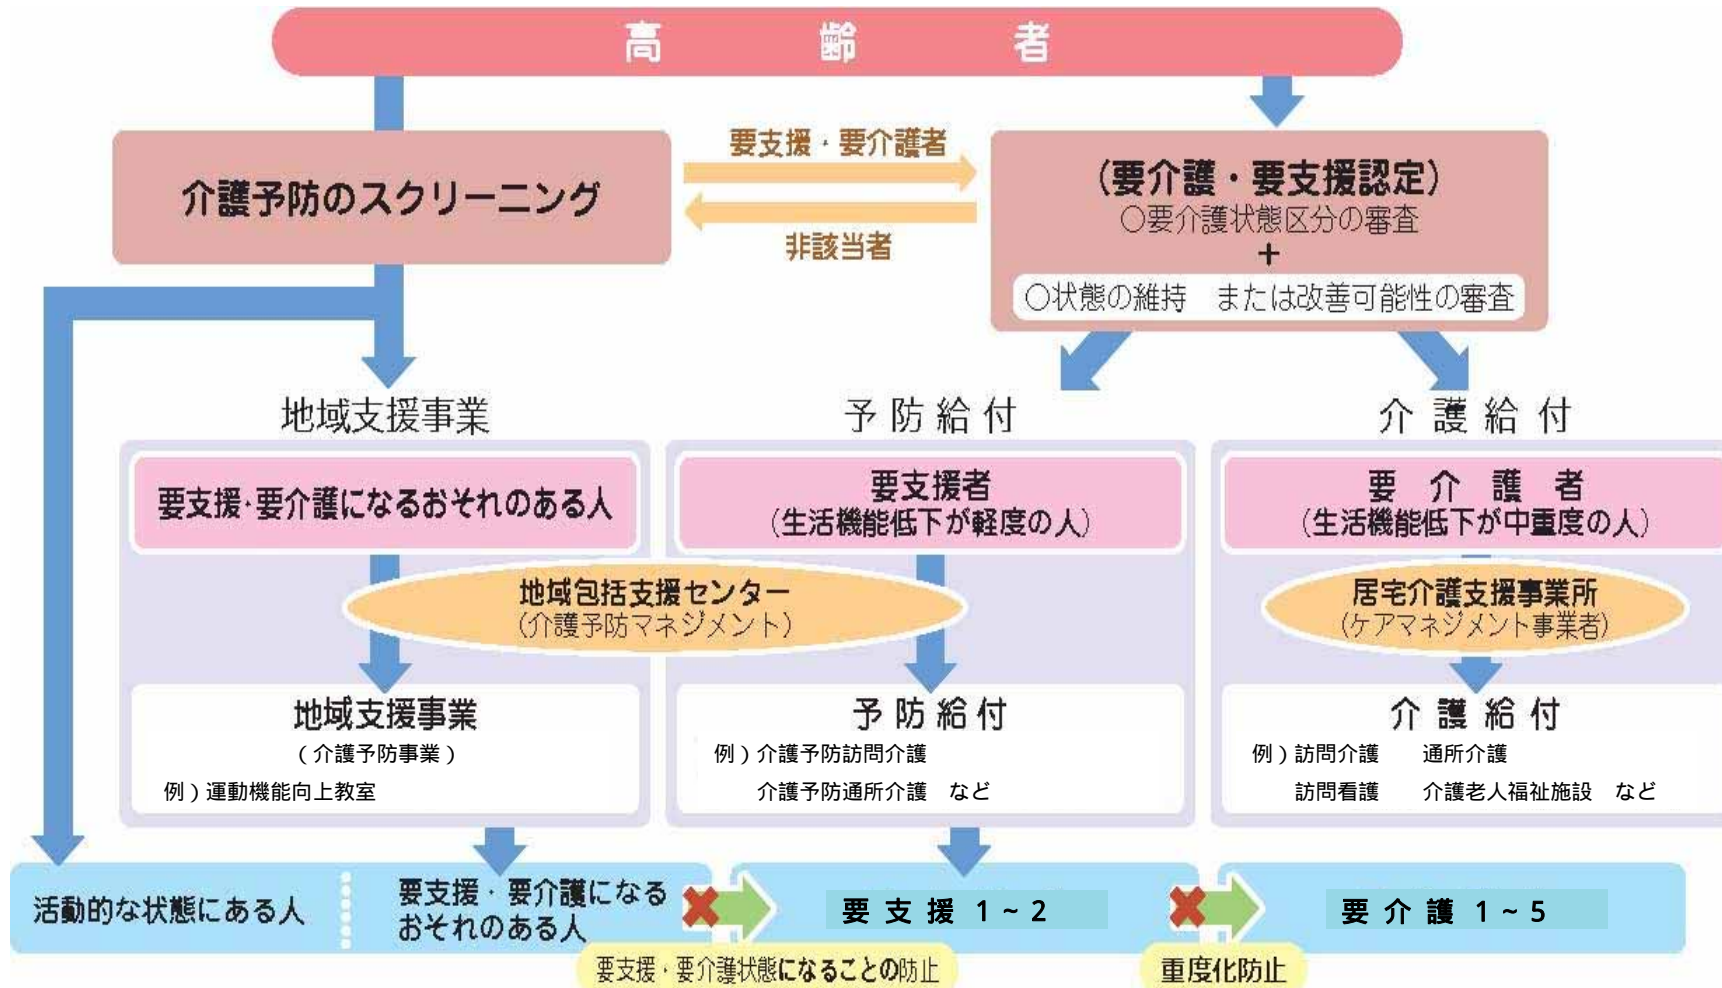 高齢者
介護予防のスクリーニング
要支援・要介護者
非該当者
(要介護・要支援認定)
○要介護状態区分の審査
+
○状態の維持　または改善可能性の審査
地域支援事業
要支援・要介護になるおそれのある人
予防給付
要支援者
(生活機能低下が軽度の人)
介護給付
要介護者
(生活機能低下が中重度の人)
地域包括支援センター
(介護予防マネジメント)
居宅介護支援事業所
(ケアマネジメント事業者)
地域支援事業
(介護予防事業)
例)運動機能向上教室
予防給付
例)介護予防訪問介護
介護予防通所介護　など
介護給付
例)訪問介護　通所介護
訪問看護　介護老人福祉施設　など
活動的な状態にある人
要支援・要介護になる
おそれのある人
要支援1~2
要介護1~5
要支援・要介護状態になることの防止
重度化防止